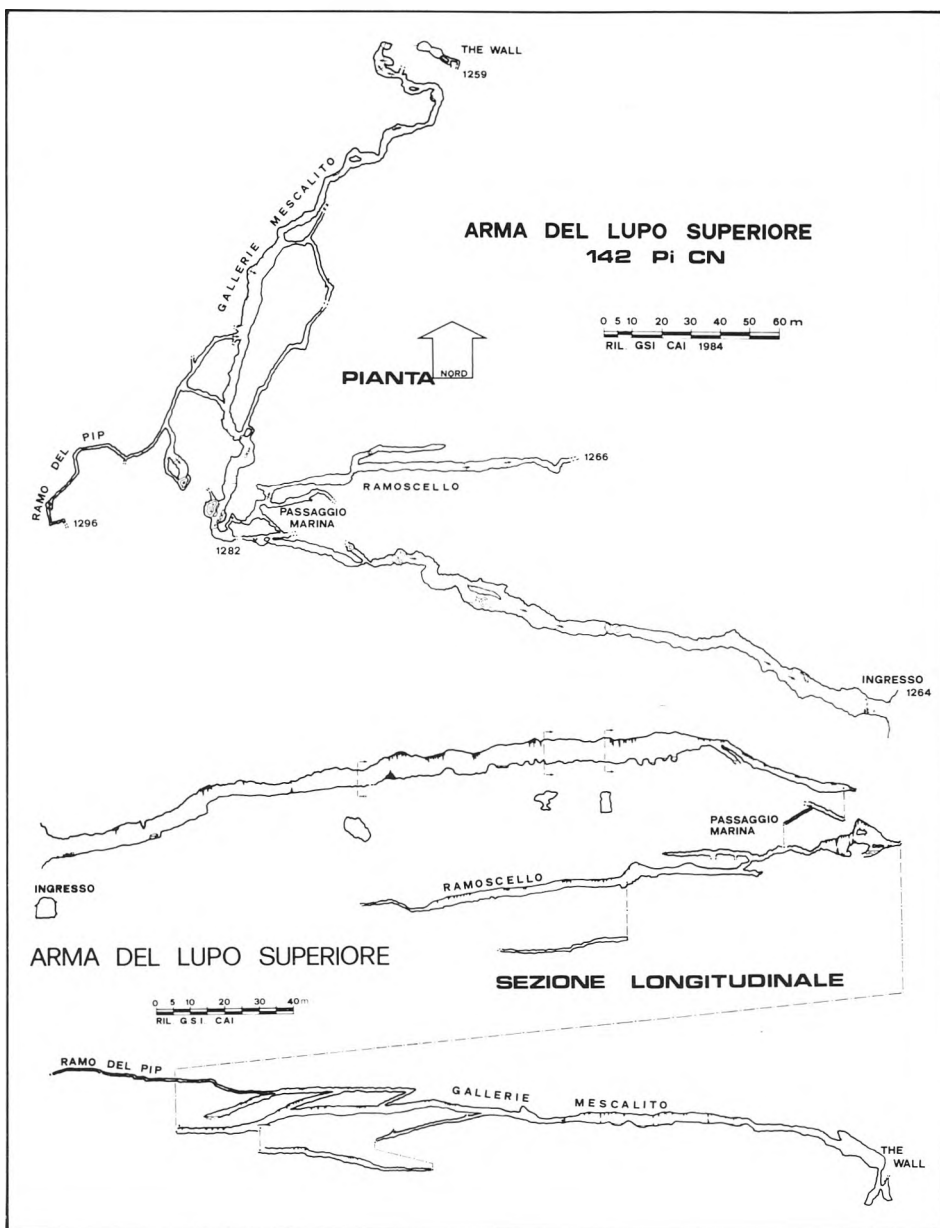 THE WALL
1259
GALLERIE MESCALITO
ARMA DEL LUPO SUPERIORE
142 Pi CN
0 5 10 20 30 40 50 60 m
RIL. GSI CAI 1984
PIANTA
NORD
RAMO DEL PIP
1296
1266
RAMOSCELLO
PASSAGGIO
MARINA
1282
INGRESSO
1264
PASSAGGIO
MARINA
RAMOSCELLO
INGRESSO
ARMA DEL LUPO SUPERIORE
SEZIONE LONGITUDINALE
0 5 10 20 30 40 m
RIL G S I CAI
RAMO DEL PIP
GALLERIE MESCALITO
THE
WALL